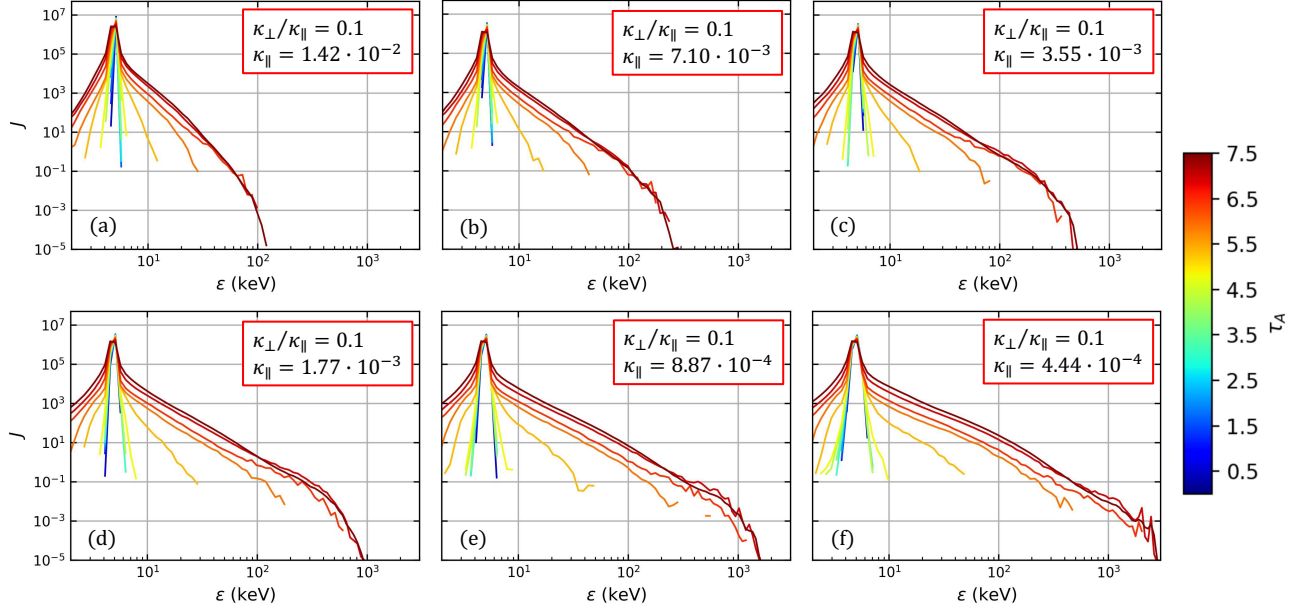 κ⊥/κ∥ = 0.1
κ∥ = 1.42 · 10⁻²
10⁷
10⁵
10³
10¹
10⁻¹
10⁻³
10⁻⁵
J
(a)
10¹
10²
10³
ε (keV)
κ⊥/κ∥ = 0.1
κ∥ = 7.10 · 10⁻³
(b)
10¹
10²
10³
ε (keV)
κ⊥/κ∥ = 0.1
κ∥ = 3.55 · 10⁻³
(c)
10¹
10²
10³
ε (keV)
κ⊥/κ∥ = 0.1
κ∥ = 1.77 · 10⁻³
10⁷
10⁵
10³
10¹
10⁻¹
10⁻³
10⁻⁵
J
(d)
10¹
10²
10³
ε (keV)
κ⊥/κ∥ = 0.1
κ∥ = 8.87 · 10⁻⁴
(e)
10¹
10²
10³
ε (keV)
κ⊥/κ∥ = 0.1
κ∥ = 4.44 · 10⁻⁴
(f)
10¹
10²
10³
ε (keV)
7.5
6.5
5.5
4.5
3.5
2.5
1.5
0.5
τ_A